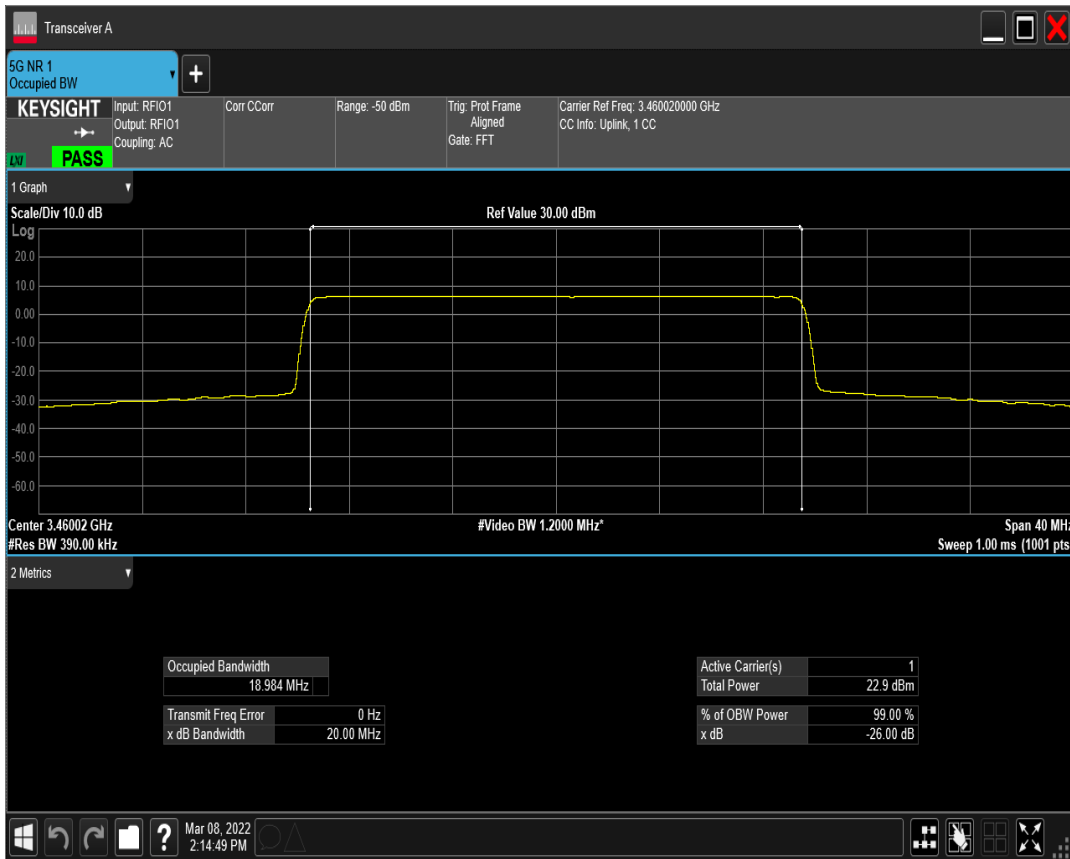 Transceiver A
5G NR 1
Occupied BW
KEYSIGHT
LXI
PASS
Input: RFIO1
Output: RFIO1
Coupling: AC
Corr CCorr
Range: -50 dBm
Trig: Prot Frame
Aligned
Gate: FFT
Carrier Ref Freq: 3.460020000 GHz
CC Info: Uplink, 1 CC
1 Graph
Scale/Div 10.0 dB
Ref Value 30.00 dBm
Log
20.0
10.0
0.00
-10.0
-20.0
-30.0
-40.0
-50.0
-60.0
Center 3.46002 GHz
#Video BW 1.2000 MHz*
Span 40 MHz
#Res BW 390.00 kHz
Sweep 1.00 ms (1001 pts
2 Metrics
Occupied Bandwidth
18.984 MHz
Transmit Freq Error 0 Hz
x dB Bandwidth 20.00 MHz
Active Carrier(s) 1
Total Power 22.9 dBm
% of OBW Power 99.00 %
x dB -26.00 dB
?
Mar 08, 2022
2:14:49 PM